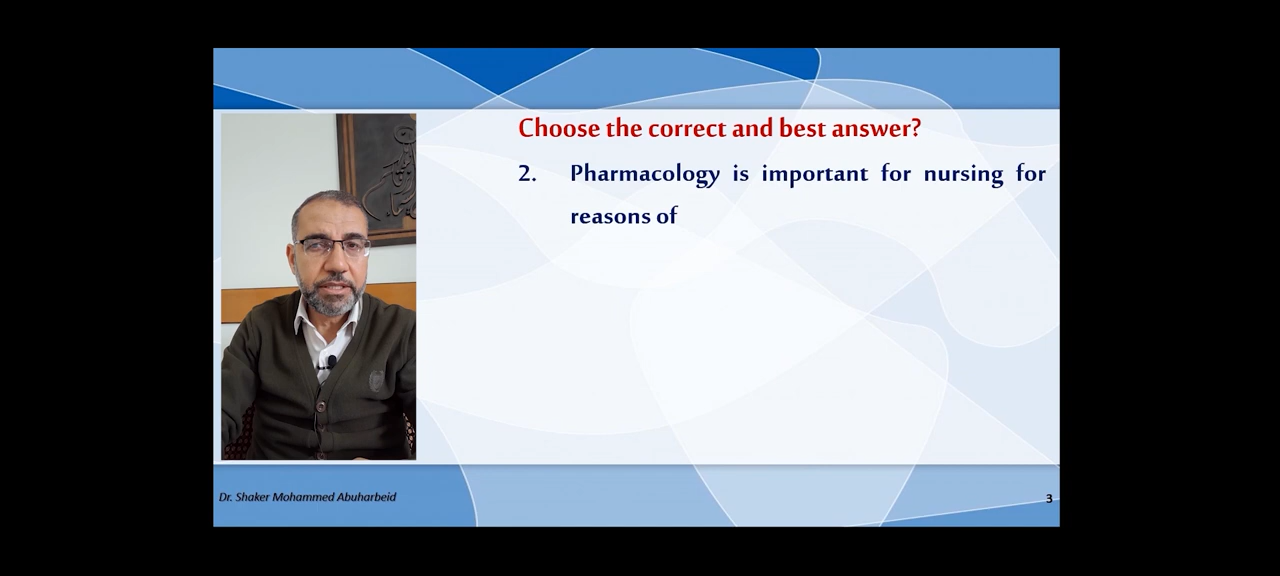 Choose the correct and best answer?
2. Pharmacology is important for nursing for
reasons of
Dr. Shaker Mohammed Abuharbeid
3